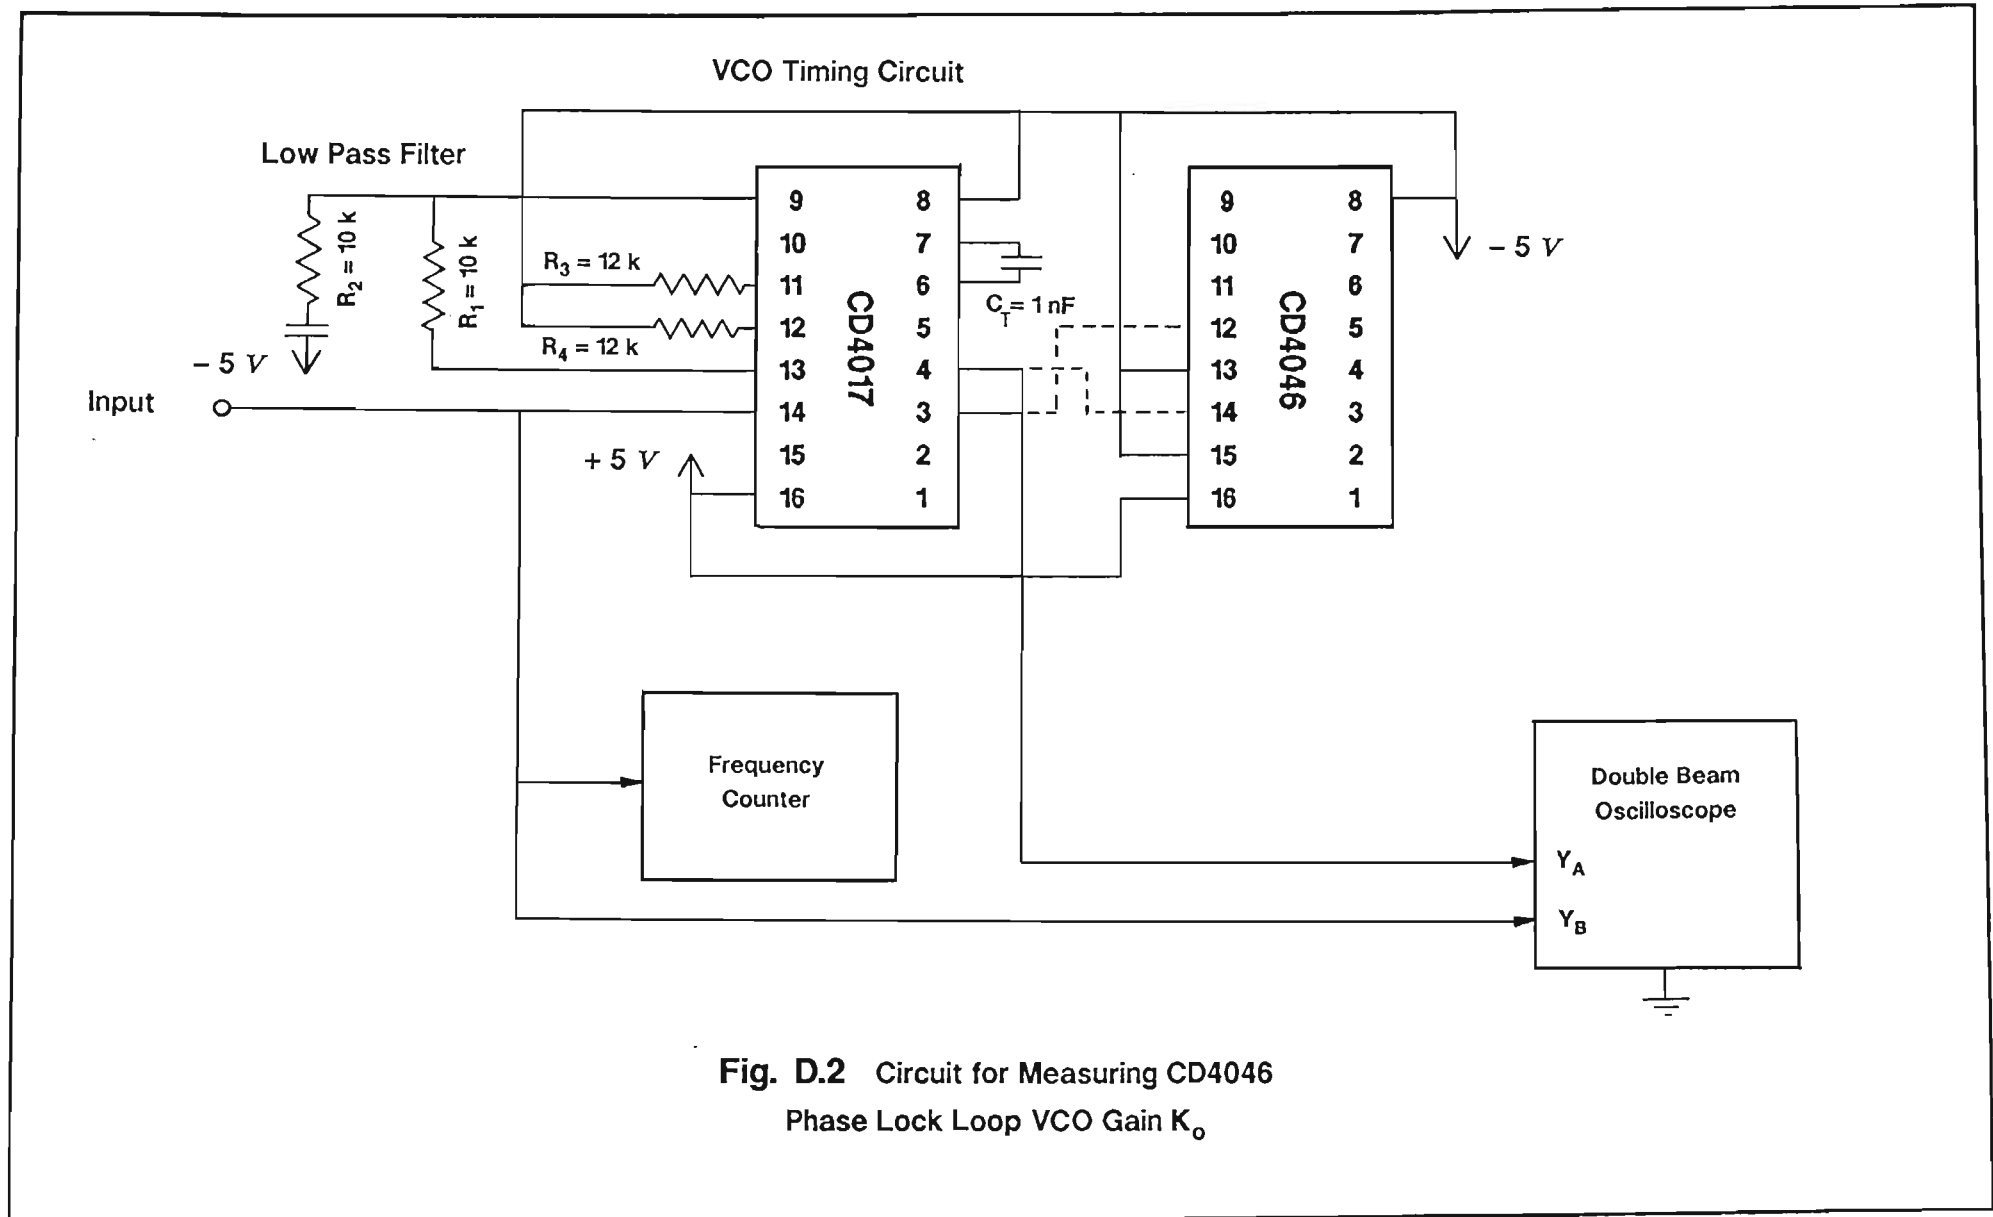 VCO Timing Circuit
Low Pass Filter
R2 = 10 k
R1 = 10 k
R3 = 12 k
R4 = 12 k
CT = 1 nF
- 5 V
Input
+ 5 V
9 8
10 7
11 6
12 5
13 4
14 3
15 2
16 1
CD4017
9 8
10 7
11 6
12 5
13 4
14 3
15 2
16 1
CD4046
- 5 V
Frequency
Counter
Double Beam
Oscilloscope
YA
YB
Fig. D.2 Circuit for Measuring CD4046
Phase Lock Loop VCO Gain Ko